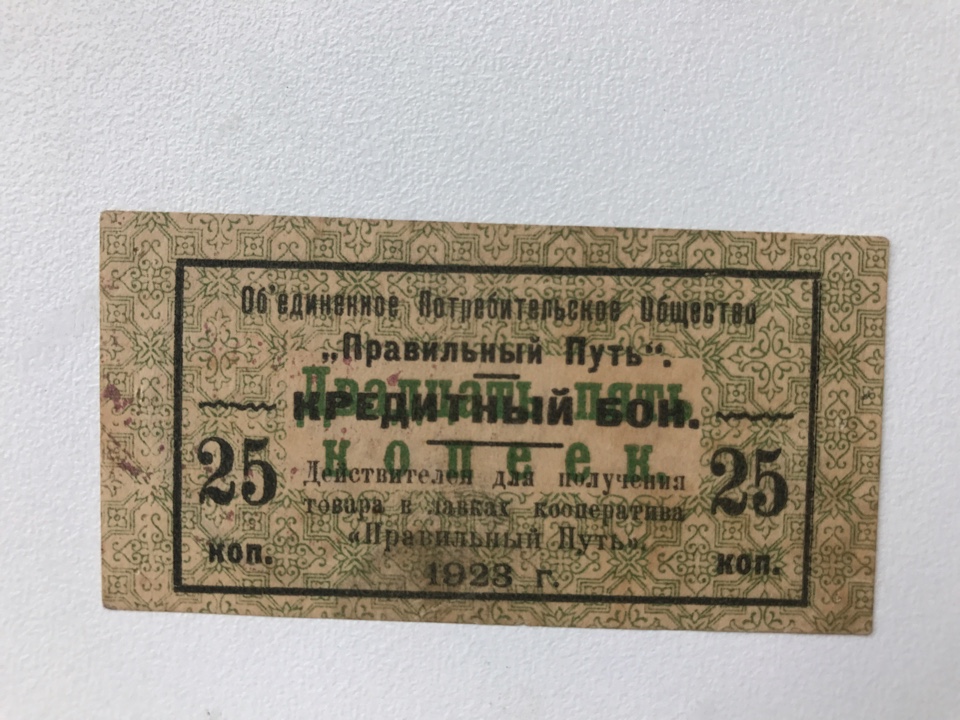 Об'единенное Потребительское Общество
„Правильный Путь“.
Двадцать пять
КРЕДИТНЫЙ БОН.
копеек.
25 25
Действителен для получения
товара в лавках кооператива
«Правильный Путь».
коп. коп.
1923 г.